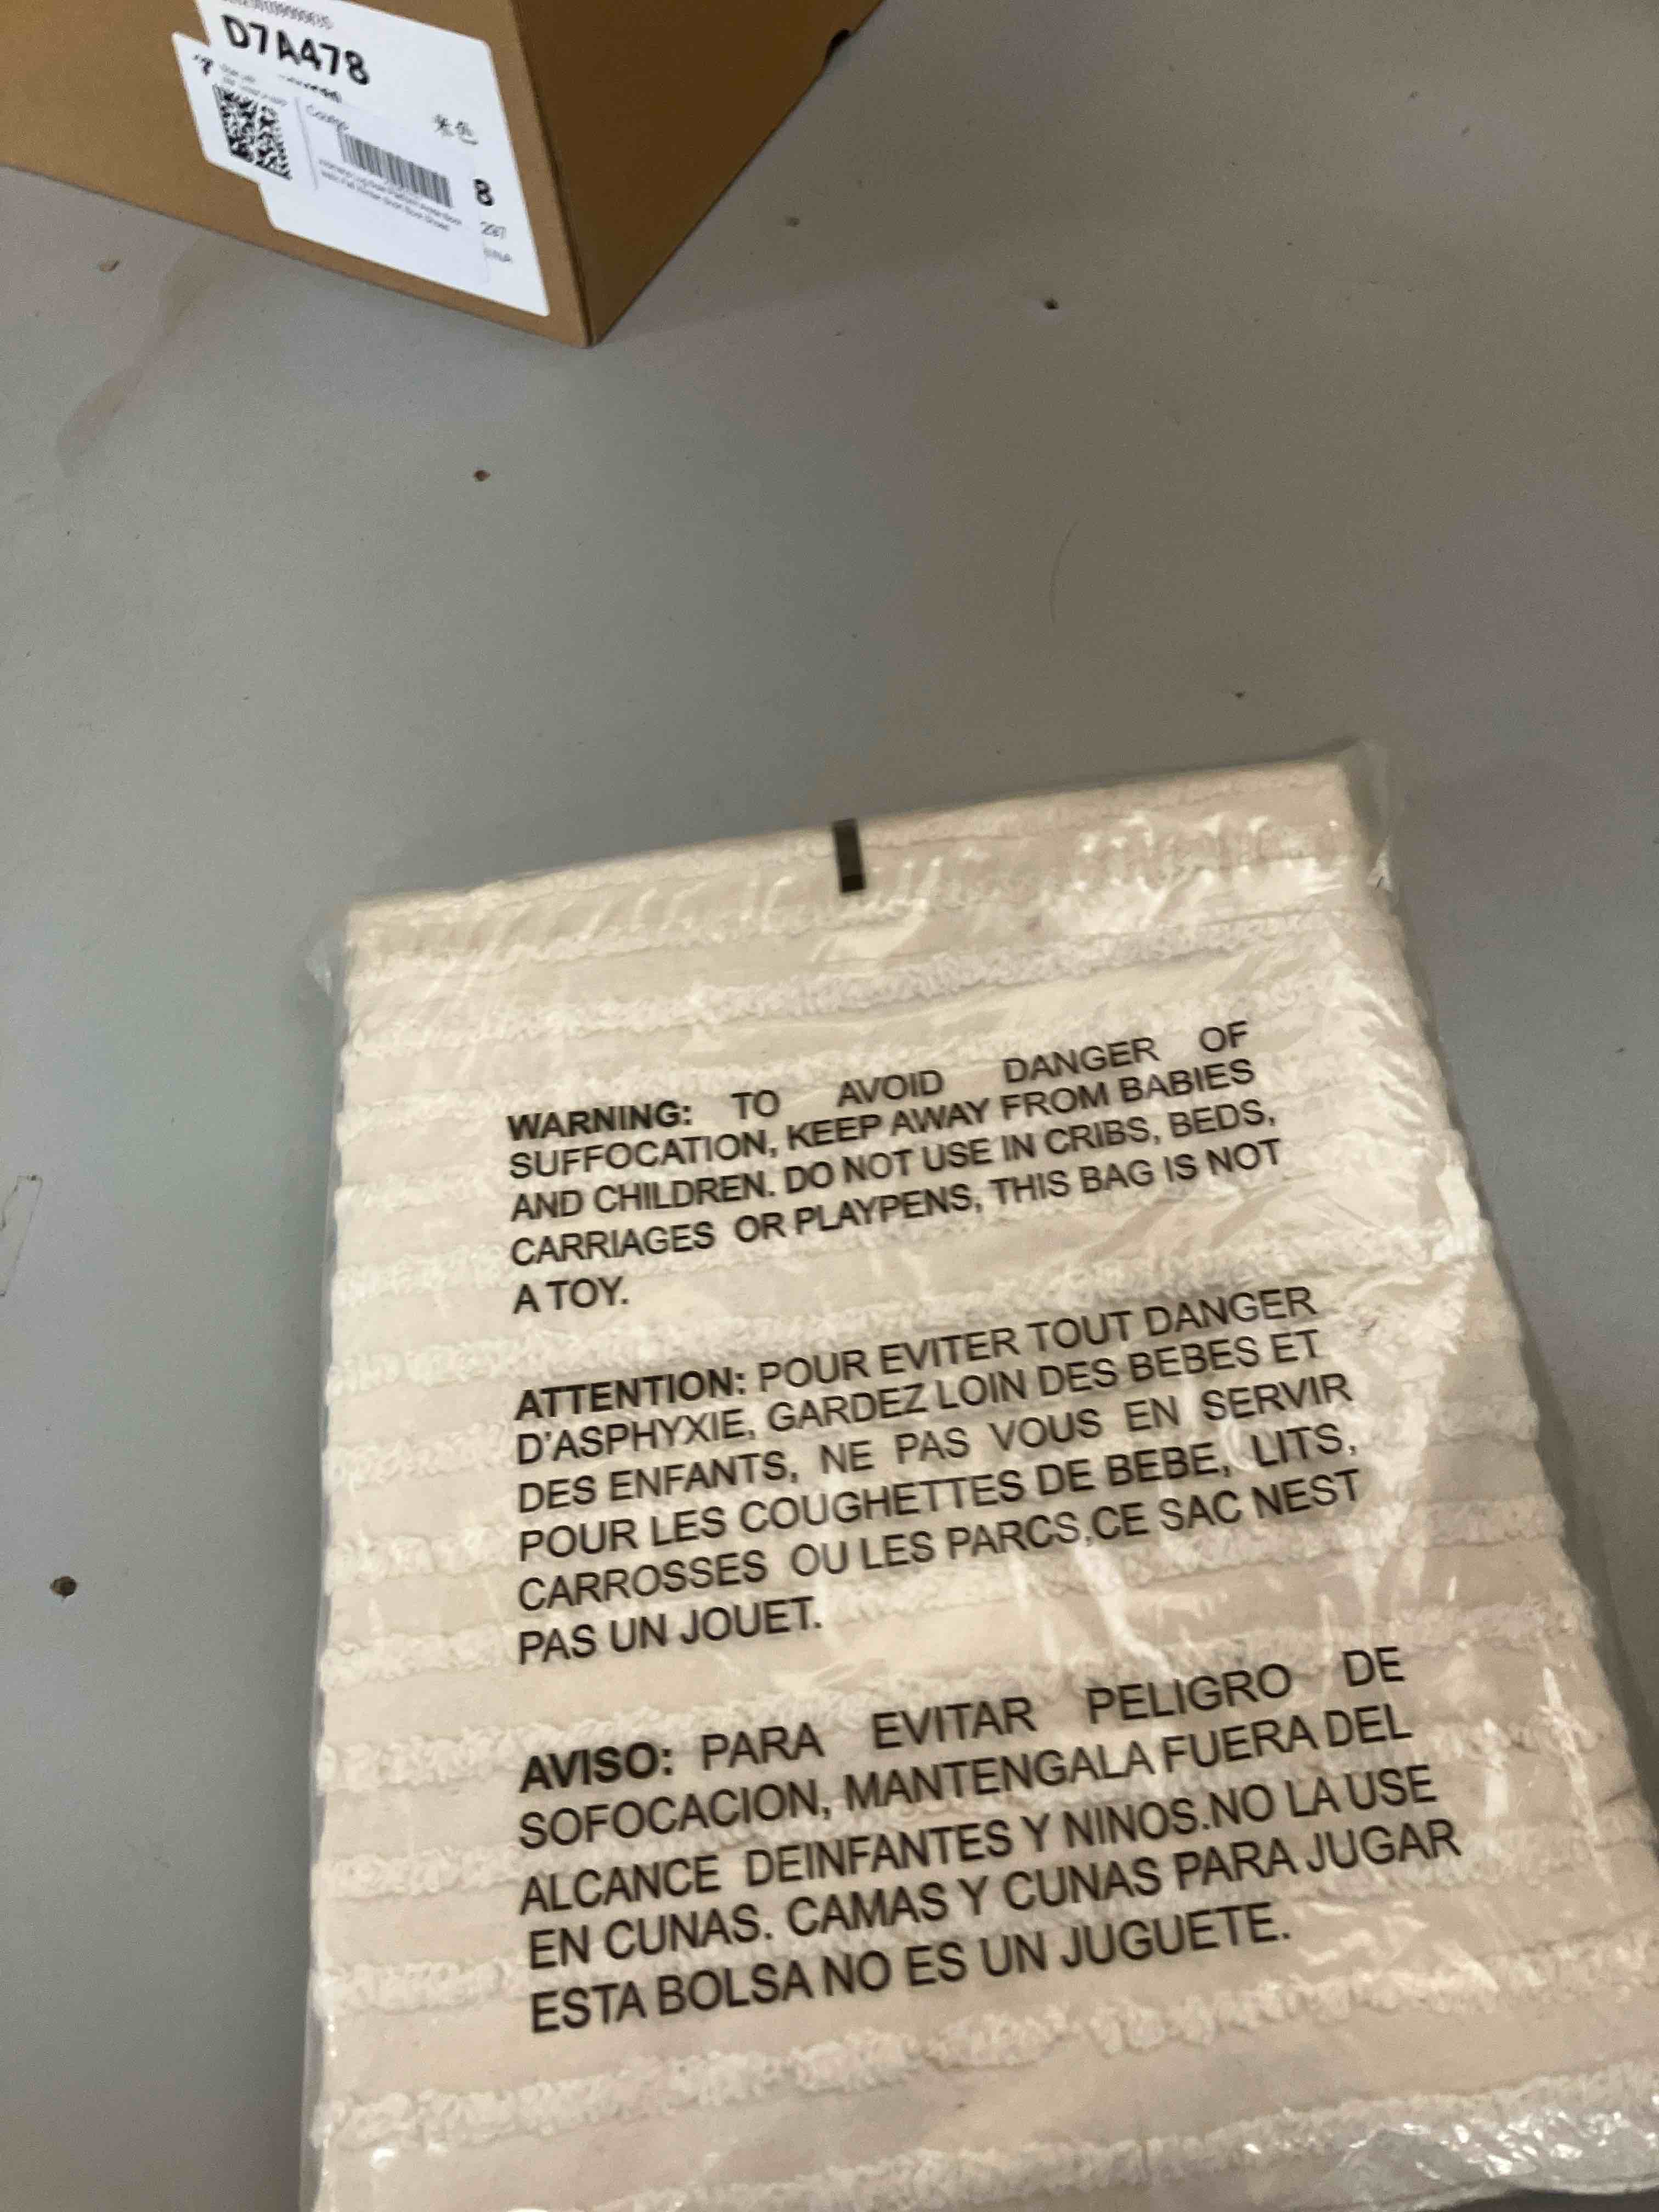 D7A478
米色
8
WARNING: TO AVOID DANGER OF
SUFFOCATION, KEEP AWAY FROM BABIES
AND CHILDREN. DO NOT USE IN CRIBS, BEDS,
CARRIAGES OR PLAYPENS, THIS BAG IS NOT
A TOY.
ATTENTION: POUR EVITER TOUT DANGER
D'ASPHYXIE, GARDEZ LOIN DES BEBES ET
DES ENFANTS, NE PAS VOUS EN SERVIR
POUR LES COUGHETTES DE BEBE, LITS,
CARROSSES OU LES PARCS,CE SAC NEST
PAS UN JOUET.
AVISO: PARA EVITAR PELIGRO DE
SOFOCACION, MANTENGALA FUERA DEL
ALCANCE DEINFANTES Y NINOS.NO LA USE
EN CUNAS. CAMAS Y CUNAS PARA JUGAR
ESTA BOLSA NO ES UN JUGUETE.